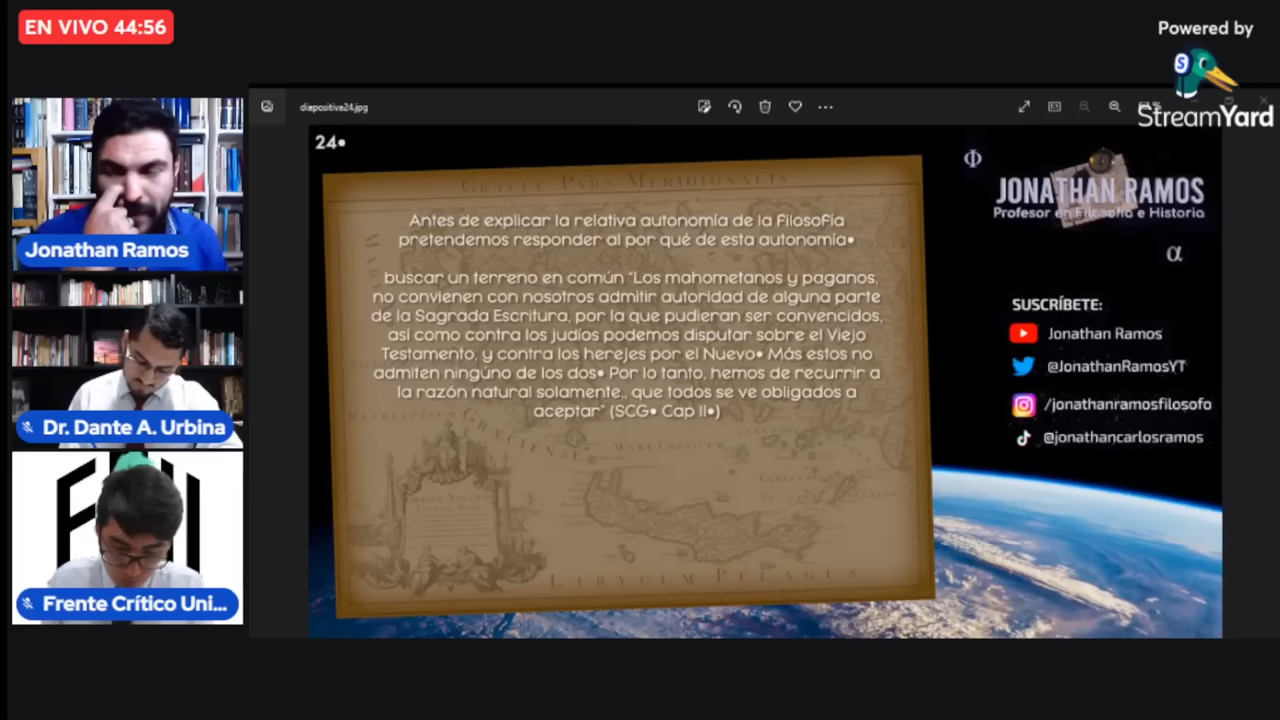 EN VIVO 44:56
Powered by
StreamYard
diapositiva24.jpg
24•
GRÆCIA PARS MERIDIONALIS
Antes de explicar la relativa autonomía de la Filosofía
pretendemos responder al por qué de esta autonomía•
buscar un terreno en común "Los mahometanos y paganos,
no convienen con nosotros admitir autoridad de alguna parte
de la Sagrada Escritura, por la que pudieran ser convencidos,
así como contra los judíos podemos disputar sobre el Viejo
Testamento, y contra los herejes por el Nuevo• Más estos no
admiten ningúno de los dos• Por lo tanto, hemos de recurrir a
la razón natural solamente,, que todos se ve obligados a
aceptar" (SCG• Cap II•)
LIBYCUM PELAGUS
Φ
JONATHAN RAMOS
Profesor en Filosofía e Historia
α
SUSCRÍBETE:
Jonathan Ramos
@JonathanRamosYT
/jonathanramosfilosofo
@jonathancarlosramos
Jonathan Ramos
Dr. Dante A. Urbina
Frente Crítico Uni...